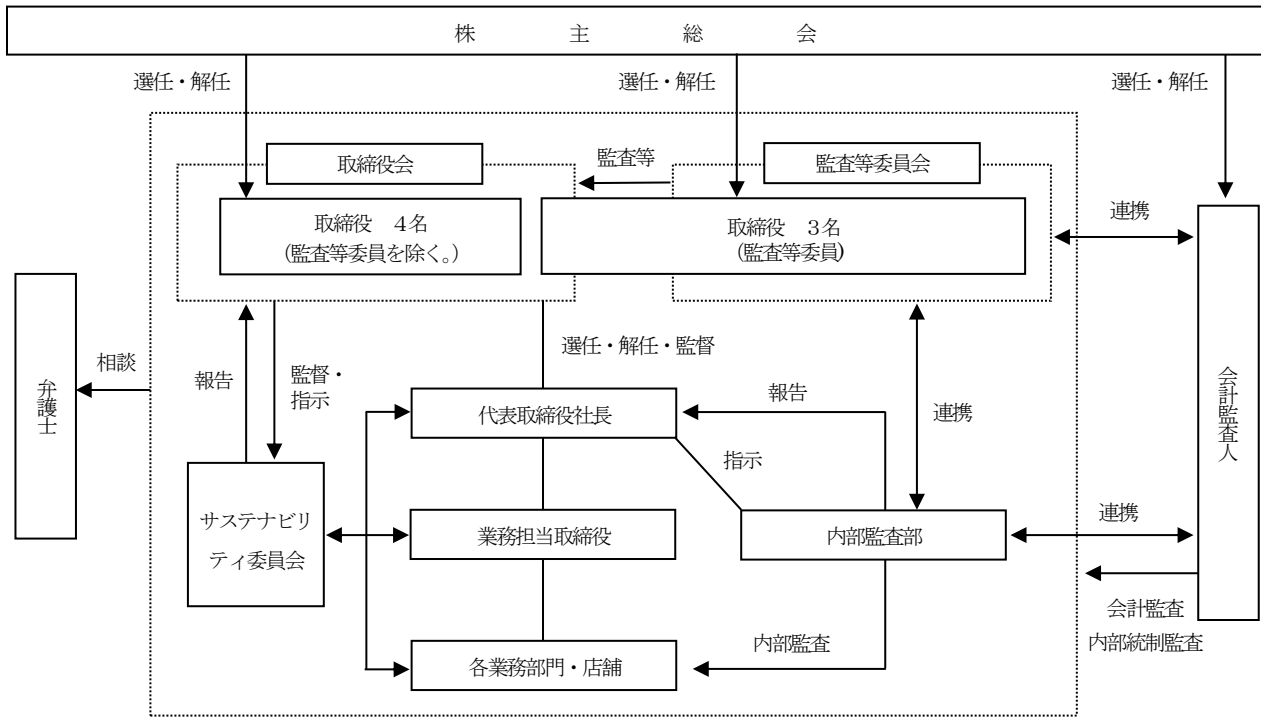 株　主　総　会
選任・解任
選任・解任
選任・解任
取締役会
監査等
監査等委員会
取締役　４名
(監査等委員を除く。)
取締役　３名
(監査等委員)
連携
弁護士
相談
報告
監督・
指示
選任・解任・監督
代表取締役社長
報告
連携
指示
会計監査人
サステナビリ
ティ委員会
業務担当取締役
内部監査部
連携
会計監査
内部統制監査
各業務部門・店舗
内部監査